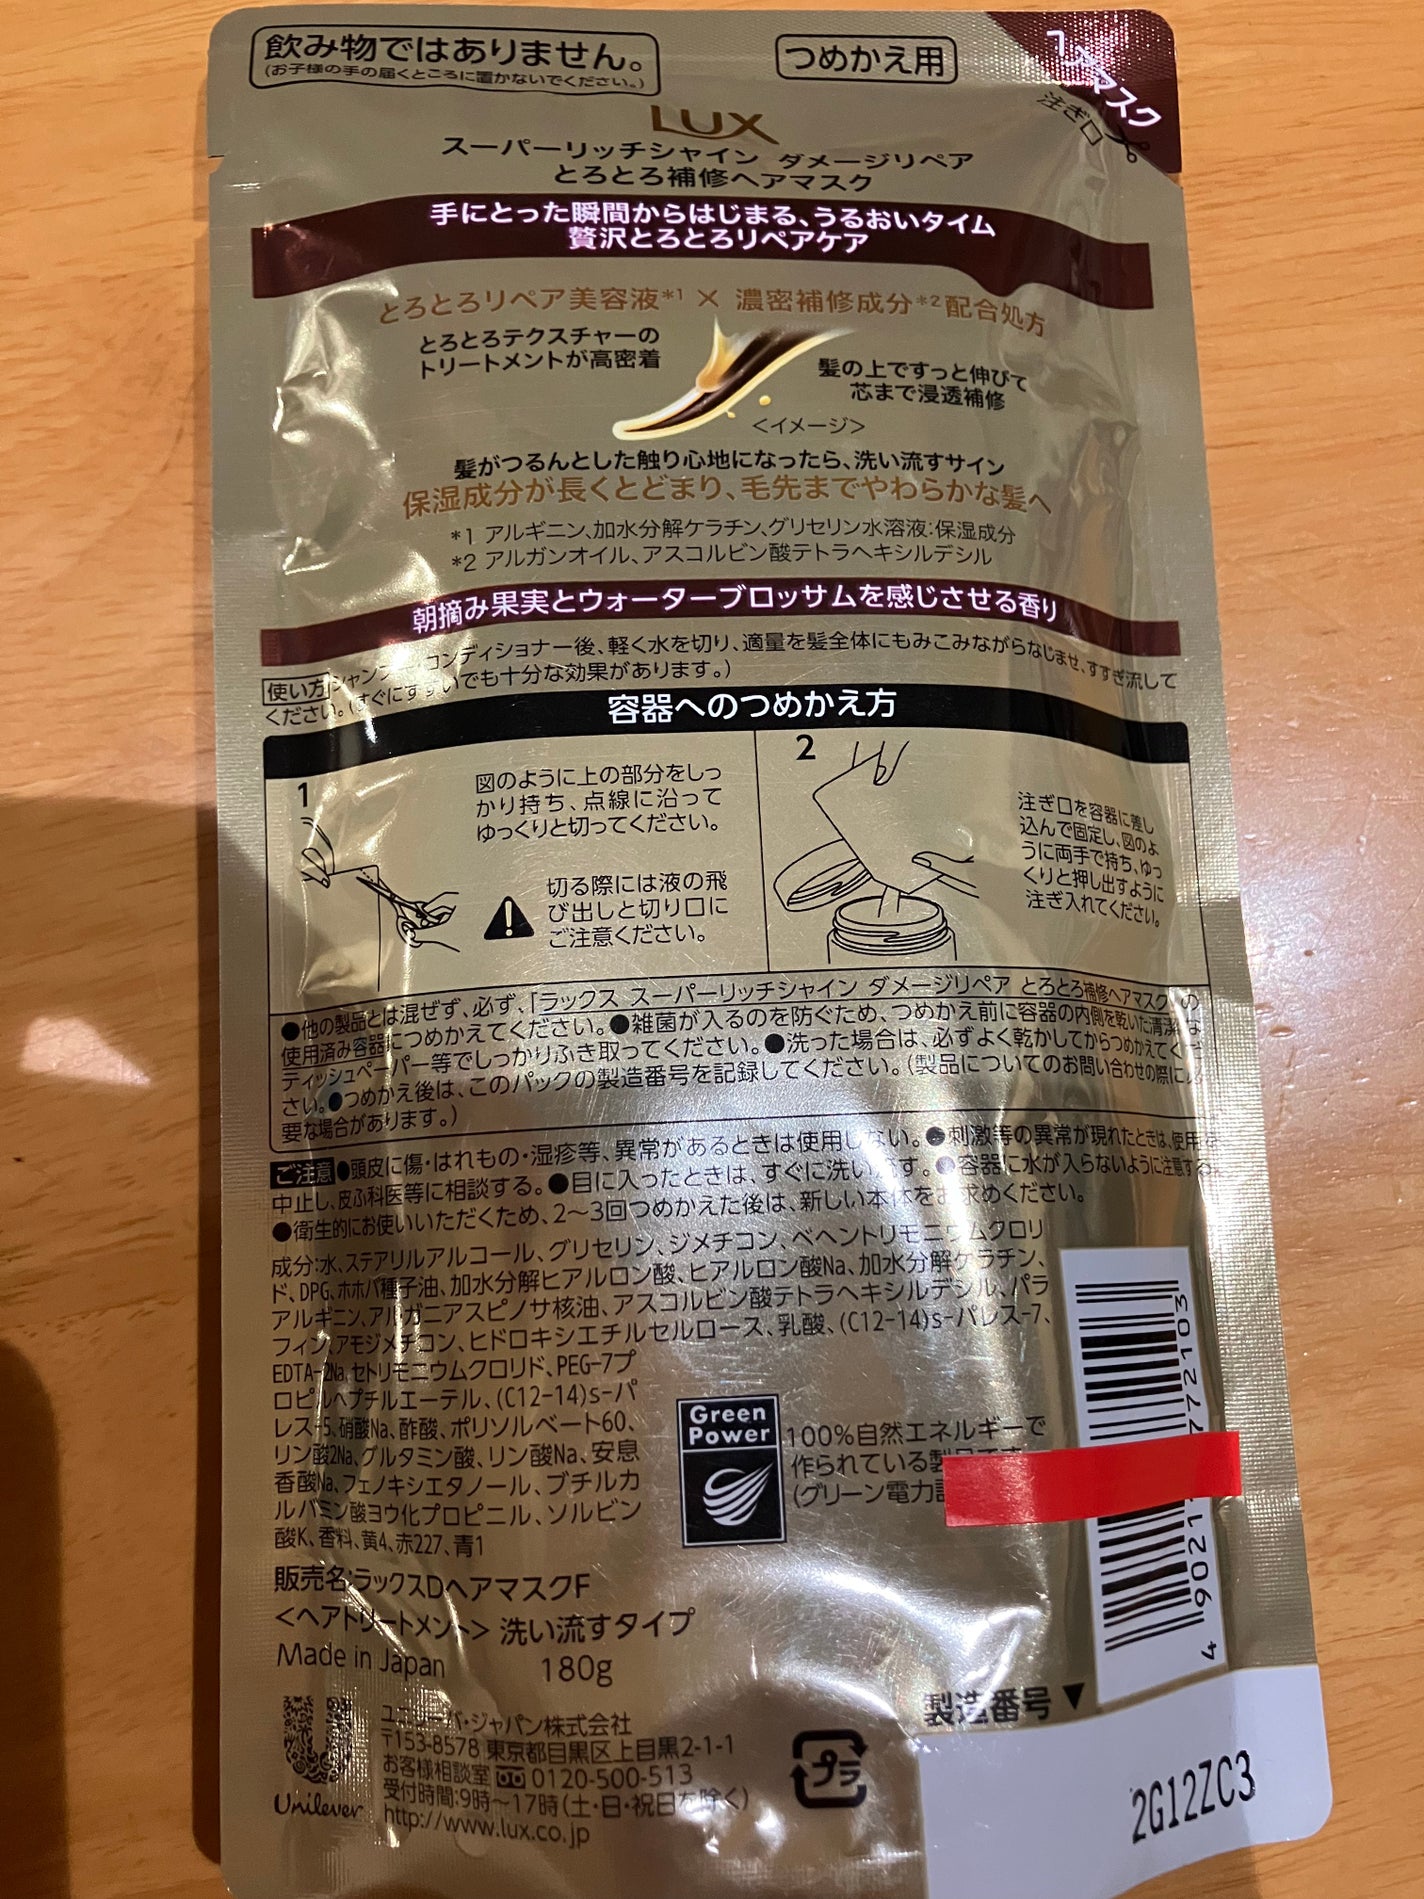 飲み物ではありません。
(お子様の手の届くところに置かないでください。)
つめかえ用
ヘアマスク
注ぎ口
LUX
スーパーリッチシャイン ダメージリペア
とろとろ補修ヘアマスク
手にとった瞬間からはじまる、うるおいタイム
贅沢とろとろリペアケア
とろとろリペア美容液*1 × 濃密補修成分*2配合処方
とろとろテクスチャーの
トリートメントが高密着
髪の上ですっと伸びて
芯まで浸透補修
<イメージ>
髪がつるんとした触り心地になったら、洗い流すサイン
保湿成分が長くとどまり、毛先までやわらかな髪へ
*1 アルギニン、加水分解ケラチン、グリセリン水溶液:保湿成分
*2 アルガンオイル、アスコルビン酸テトラヘキシルデシル
朝摘み果実とウォーターブロッサムを感じさせる香り
使い方 シャンプー、コンディショナー後、軽く水を切り、適量を髪全体にもみこみながらなじませ、すすぎ流して
ください。(すぐにすすいでも十分な効果があります。)
容器へのつめかえ方
1
図のように上の部分をしっ
かり持ち、点線に沿って
ゆっくりと切ってください。
切る際には液の飛
び出しと切り口に
ご注意ください。
2
注ぎ口を容器に差し
込んで固定し、図のよ
うに両手で持ち、ゆっ
くりと押し出すように
注ぎ入れてください。
●他の製品とは混ぜず、必ず、「ラックス スーパーリッチシャイン ダメージリペア とろとろ補修ヘアマスク」の
使用済み容器につめかえてください。●雑菌が入るのを防ぐため、つめかえ前に容器の内側を乾いた清潔な
ティッシュペーパー等でしっかりふき取ってください。●洗った場合は、必ずよく乾かしてからつめかえてくだ
さい。●つめかえ後は、このパックの製造番号を記録してください。(製品についてのお問い合わせの際に必
要な場合があります。)
ご注意 ●頭皮に傷・はれもの・湿疹等、異常があるときは使用しない。●刺激等の異常が現れたときは、使用を
中止し、皮ふ科医等に相談する。●目に入ったときは、すぐに洗い流す。●容器に水が入らないように注意する。
●衛生的にお使いいただくため、2〜3回つめかえた後は、新しい本体をお求めください。
成分:水、ステアリルアルコール、グリセリン、ジメチコン、ベヘントリモニウムクロリ
ド、DPG、ホホバ種子油、加水分解ヒアルロン酸、ヒアルロン酸Na、加水分解ケラチン、
アルギニン、アルガニアスピノサ核油、アスコルビン酸テトラヘキシルデシル、パラ
フィン、アモジメチコン、ヒドロキシエチルセルロース、乳酸、(C12-14)s-パレス-7、
EDTA-2Na、セトリモニウムクロリド、PEG-7プ
ロピルヘプチルエーテル、(C12-14)s-パ
レス-5、硝酸Na、酢酸、ポリソルベート60、
リン酸2Na、グルタミン酸、リン酸Na、安息
香酸Na、フェノキシエタノール、ブチルカ
ルバミン酸ヨウ化プロピニル、ソルビン
酸K、香料、黄4、赤227、青1
Green
Power
100%自然エネルギーで
作られている製品です
(グリーン電力
販売名:ラックスDヘアマスクF
<ヘアトリートメント> 洗い流すタイプ
Made in Japan 180g
Unilever
ユニリーバ・ジャパン株式会社
〒153-8578 東京都目黒区上目黒2-1-1
お客様相談室 0120-500-513
受付時間:9時〜17時(土・日・祝日を除く)
http://www.lux.co.jp
プラ
製造番号▼
2G12ZC3